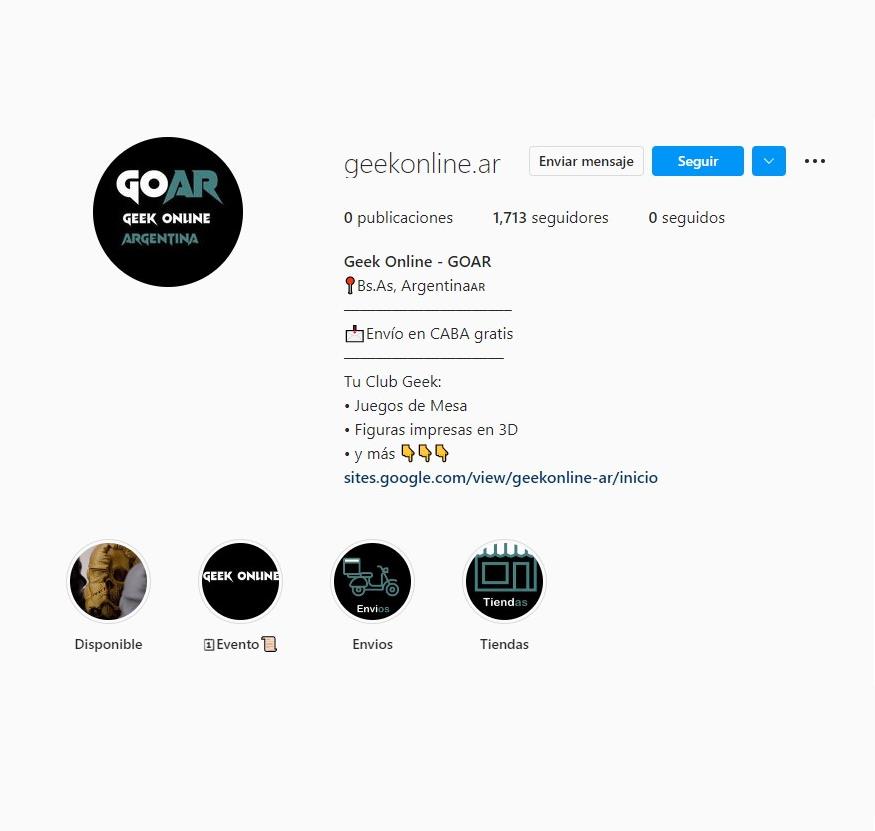 GOAR
GEEK ONLINE
ARGENTINA
geekonline.ar
Enviar mensaje
Seguir
0 publicaciones
1,713 seguidores
0 seguidos
Geek Online - GOAR
📍Bs.As, Argentina🇦🇷
📩Envío en CABA gratis
Tu Club Geek:
• Juegos de Mesa
• Figuras impresas en 3D
• y más 👇👇👇
sites.google.com/view/geekonline-ar/inicio
GEEK ONLINE
Envios
Tiendas
Disponible
🗓Evento📜
Envios
Tiendas